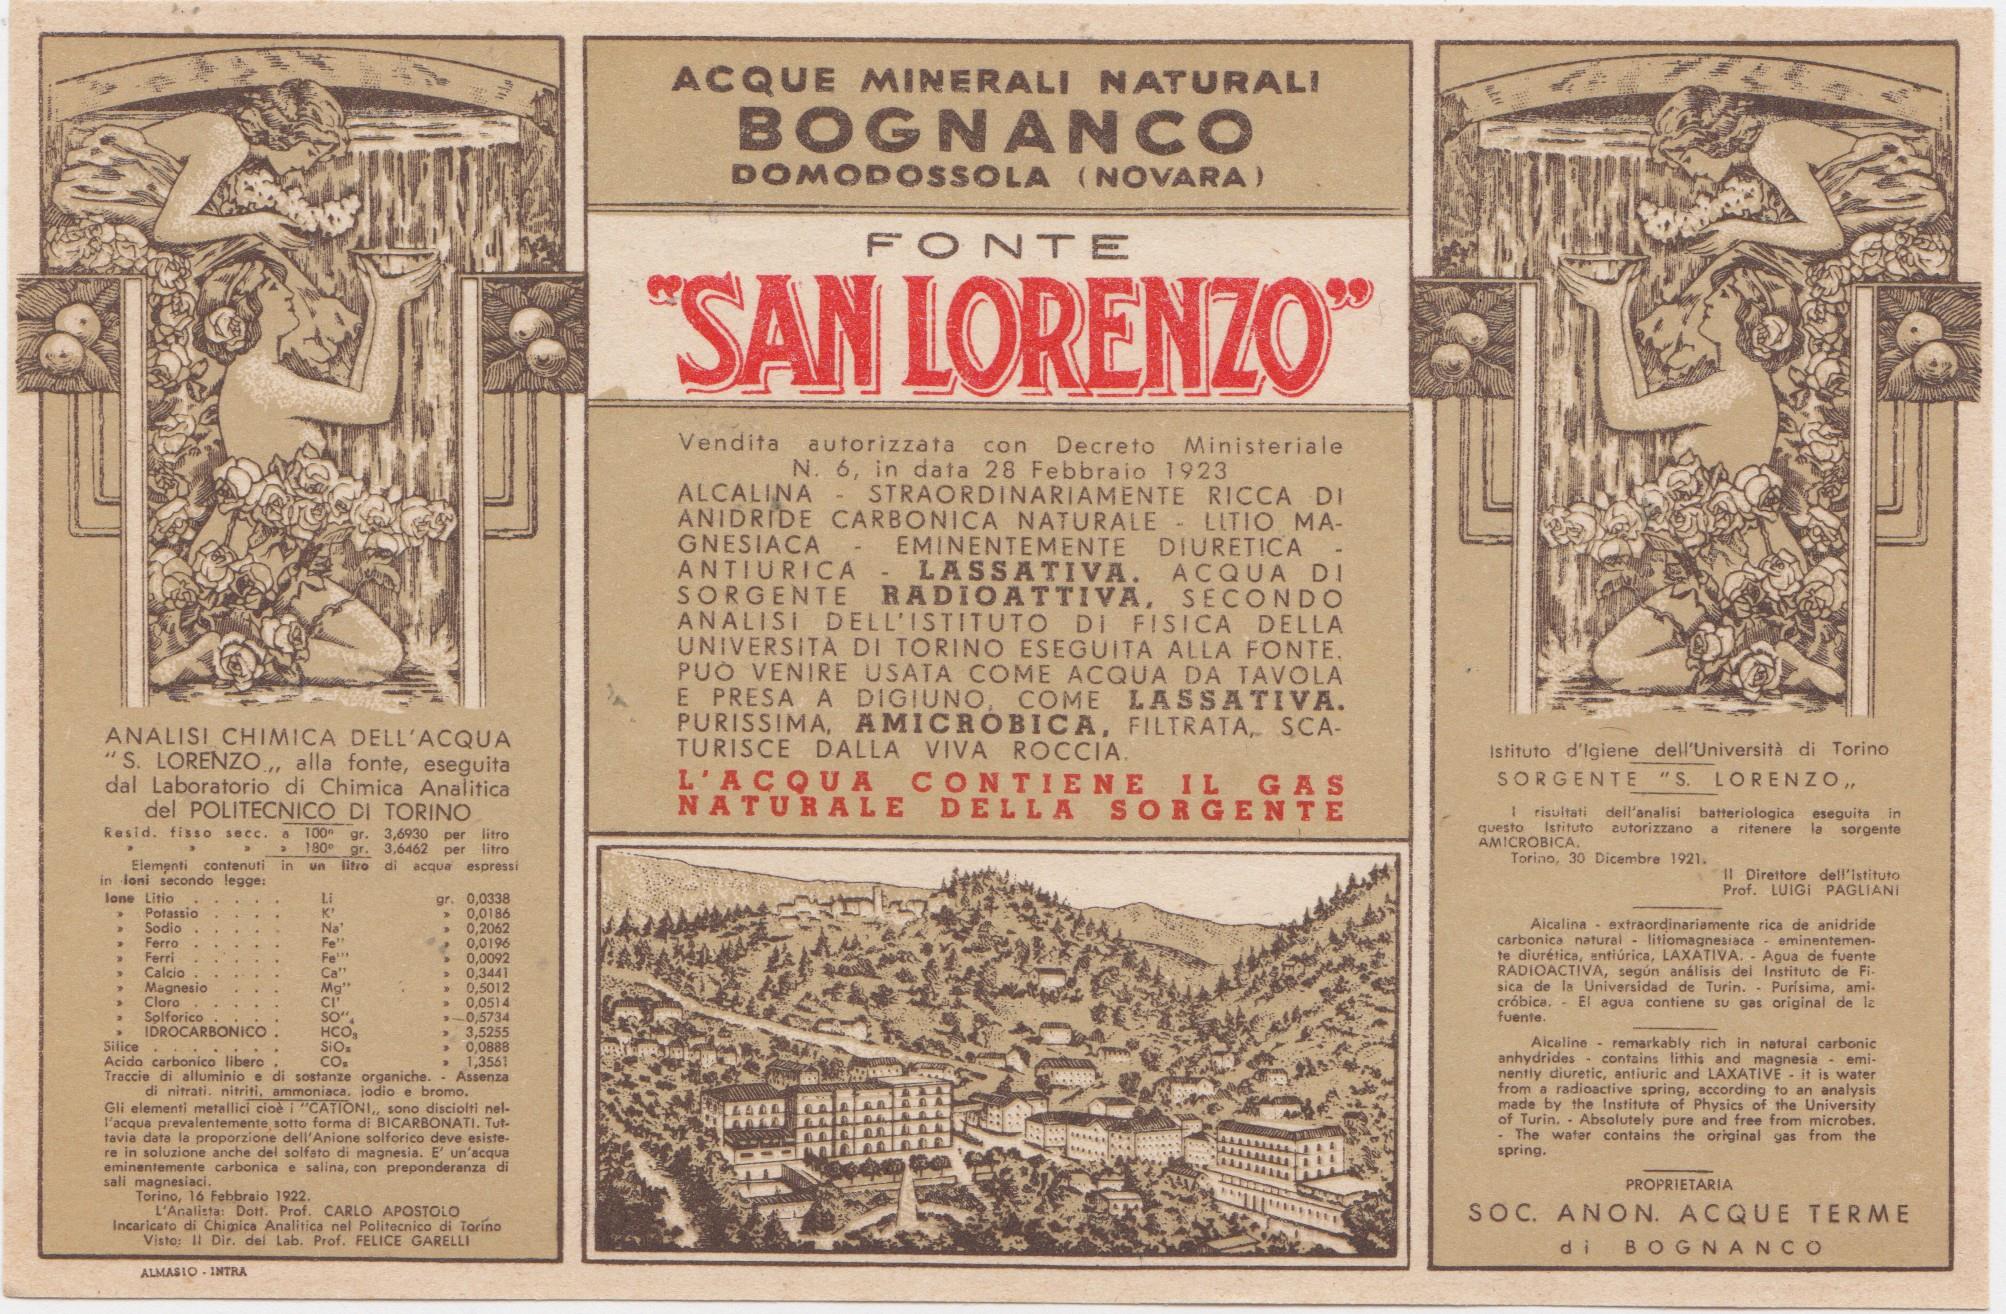 ACQUE MINERALI NATURALI
BOGNANCO
DOMODOSSOLA (NOVARA)
FONTE
"SAN LORENZO"
Vendita autorizzata con Decreto Ministeriale
N. 6, in data 28 Febbraio 1923
ALCALINA - STRAORDINARIAMENTE RICCA DI
ANIDRIDE CARBONICA NATURALE - LITIO MA-
GNESIACA - EMINENTEMENTE DIURETICA -
ANTIURICA - LASSATIVA. ACQUA DI
SORGENTE RADIOATTIVA, SECONDO
ANALISI DELL'ISTITUTO DI FISICA DELLA
UNIVERSITÀ DI TORINO ESEGUITA ALLA FONTE.
PUÒ VENIRE USATA COME ACQUA DA TAVOLA
E PRESA A DIGIUNO, COME LASSATIVA.
PURISSIMA, AMICRÒBICA, FILTRATA, SCA-
TURISCE DALLA VIVA ROCCIA.
L'ACQUA CONTIENE IL GAS
NATURALE DELLA SORGENTE
ANALISI CHIMICA DELL'ACQUA
"S. LORENZO„ alla fonte, eseguita
dal Laboratorio di Chimica Analitica
del POLITECNICO DI TORINO
Resid. fisso secc. a 100º gr. 3,6930 per litro
» » » » 180º gr. 3,6462 per litro
Elementi contenuti in un litro di acqua espressi
in Ioni secondo legge:
Ione Litio . . . . . Li gr. 0,0338
» Potassio . . . . K' » 0,0186
» Sodio . . . . . Na' » 0,2062
» Ferro . . . . . Fe'' » 0,0196
» Ferri . . . . . Fe''' » 0,0092
» Calcio . . . . . Ca'' » 0,3441
» Magnesio . . . Mg'' » 0,5012
» Cloro . . . . . Cl' » 0,0514
» Solforico . . . . SO''₄ » 0,5734
» IDROCARBONICO . HCO₃ » 3,5255
Silice . . . . . . . SiO₂ » 0,0888
Acido carbonico libero . CO₂ » 1,3561
Traccie di alluminio e di sostanze organiche. - Assenza
di nitrati, nitriti, ammoniaca, jodio e bromo.
Gli elementi metallici cioè i "CATIONI„ sono disciolti nel-
l'acqua prevalentemente sotto forma di BICARBONATI. Tut-
tavia data la proporzione dell'Anione solforico deve esiste-
re in soluzione anche del solfato di magnesia. E' un'acqua
eminentemente carbonica e salina, con preponderanza di
sali magnesiaci.
Torino, 16 Febbraio 1922.
L'Analista: Dott. Prof. CARLO APOSTOLO
Incaricato di Chimica Analitica nel Politecnico di Torino
Visto: Il Dir. del Lab. Prof. FELICE GARELLI
ALMASIO - INTRA
Istituto d'Igiene dell'Università di Torino
SORGENTE "S. LORENZO„
I risultati dell'analisi batteriologica eseguita in
questo Istituto autorizzano a ritenere la sorgente
AMICROBICA.
Torino, 30 Dicembre 1921.
Il Direttore dell'istituto
Prof. LUIGI PAGLIANI
Alcalina - extraordinariamente rica de anidride
carbonica natural - litiomagnesiaca - eminentemen-
te diurética, antiúrica, LAXATIVA. - Agua de fuente
RADIOACTIVA, según análisis del Instituto de Fi-
sica de la Universidad de Turin. - Purísima, ami-
cróbica. - El agua contiene su gas original de la
fuente.
Alcaline - remarkably rich in natural carbonic
anhydrides - contains lithis and magnesia - emi-
nently diuretic, antiuric and LAXATIVE - it is water
from a radioactive spring, according to an analysis
made by the Institute of Physics of the University
of Turin. - Absolutely pure and free from microbes.
- The water contains the original gas from the
spring.
PROPRIETARIA
SOC. ANON. ACQUE TERME
di BOGNANCO